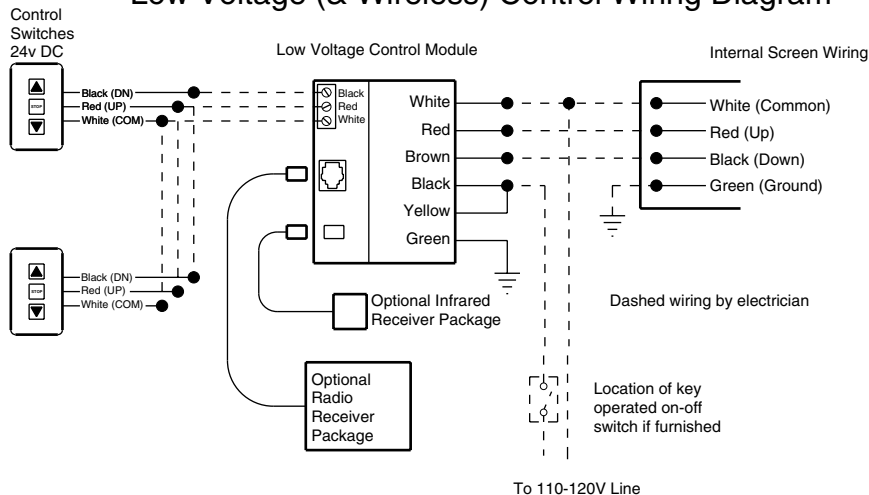 Low Voltage (& Wireless) Control Wiring Diagram
Control
Switches
24v DC
Low Voltage Control Module
Internal Screen Wiring
STOP
Black (DN)
Red (UP)
White (COM)
Black
Red
White
White
Red
Brown
Black
Yellow
Green
White (Common)
Red (Up)
Black (Down)
Green (Ground)
STOP
Black (DN)
Red (UP)
White (COM)
Optional Infrared
Receiver Package
Dashed wiring by electrician
Optional
Radio
Receiver
Package
Location of key
operated on-off
switch if furnished
To 110-120V Line